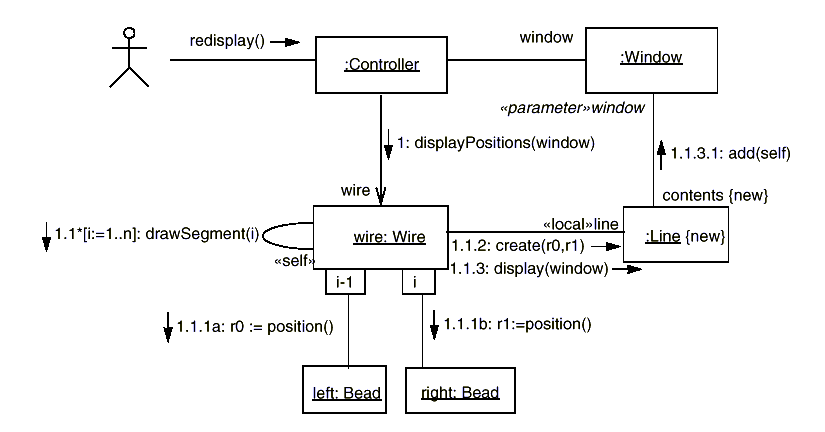 redisplay()
window
:Controller
:Window
«parameter»window
1: displayPositions(window)
1.1.3.1: add(self)
wire
contents {new}
1.1*[i:=1..n]: drawSegment(i)
«self»
wire: Wire
«local»line
:Line {new}
1.1.2: create(r0,r1)
1.1.3: display(window)
i-1
i
1.1.1a: r0 := position()
1.1.1b: r1:=position()
left: Bead
right: Bead